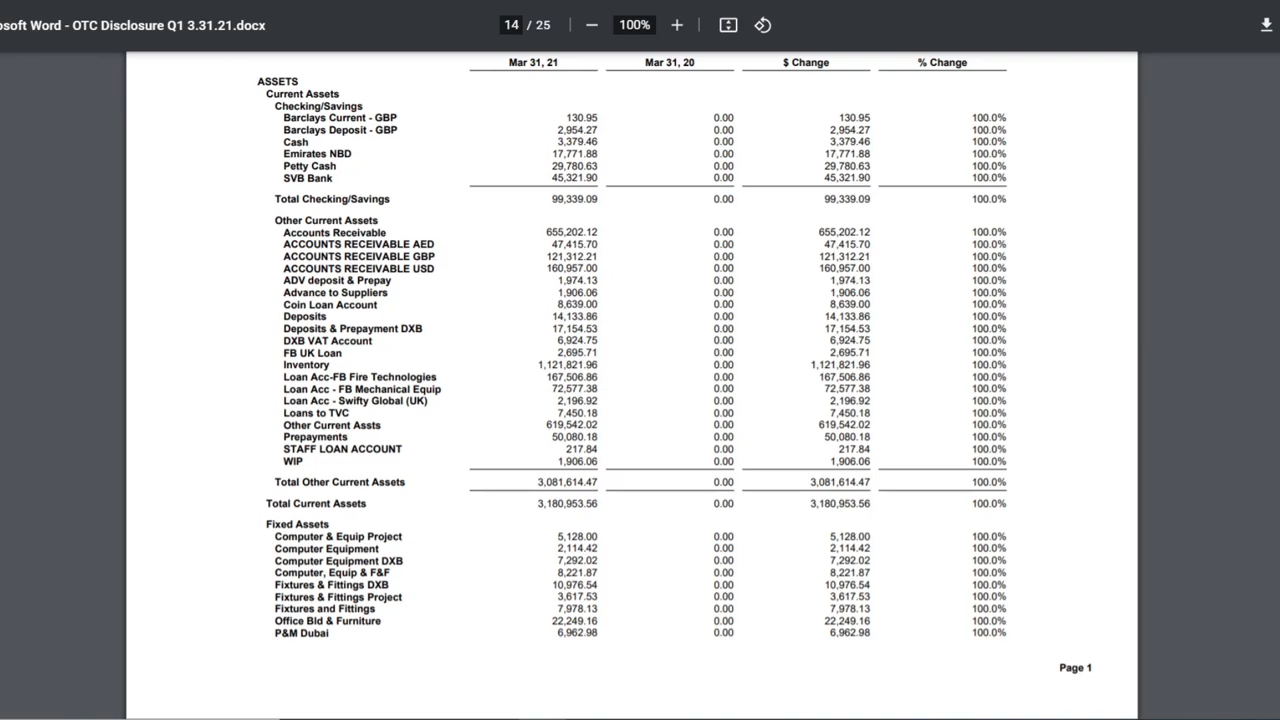 osoft Word - OTC Disclosure Q1 3.31.21.docx 14 / 25 100%
Mar 31, 21 Mar 31, 20 $ Change % Change
ASSETS
Current Assets
Checking/Savings
Barclays Current - GBP 130.95 0.00 130.95 100.0%
Barclays Deposit - GBP 2,954.27 0.00 2,954.27 100.0%
Cash 3,379.46 0.00 3,379.46 100.0%
Emirates NBD 17,771.88 0.00 17,771.88 100.0%
Petty Cash 29,780.63 0.00 29,780.63 100.0%
SVB Bank 45,321.90 0.00 45,321.90 100.0%
Total Checking/Savings 99,339.09 0.00 99,339.09 100.0%
Other Current Assets
Accounts Receivable 655,202.12 0.00 655,202.12 100.0%
ACCOUNTS RECEIVABLE AED 47,415.70 0.00 47,415.70 100.0%
ACCOUNTS RECEIVABLE GBP 121,312.21 0.00 121,312.21 100.0%
ACCOUNTS RECEIVABLE USD 160,957.00 0.00 160,957.00 100.0%
ADV deposit & Prepay 1,974.13 0.00 1,974.13 100.0%
Advance to Suppliers 1,906.06 0.00 1,906.06 100.0%
Coin Loan Account 8,639.00 0.00 8,639.00 100.0%
Deposits 14,133.86 0.00 14,133.86 100.0%
Deposits & Prepayment DXB 17,154.53 0.00 17,154.53 100.0%
DXB VAT Account 6,924.75 0.00 6,924.75 100.0%
FB UK Loan 2,695.71 0.00 2,695.71 100.0%
Inventory 1,121,821.96 0.00 1,121,821.96 100.0%
Loan Acc-FB Fire Technologies 167,506.86 0.00 167,506.86 100.0%
Loan Acc - FB Mechanical Equip 72,577.38 0.00 72,577.38 100.0%
Loan Acc - Swifty Global (UK) 2,196.92 0.00 2,196.92 100.0%
Loans to TVC 7,450.18 0.00 7,450.18 100.0%
Other Current Assts 619,542.02 0.00 619,542.02 100.0%
Prepayments 50,080.18 0.00 50,080.18 100.0%
STAFF LOAN ACCOUNT 217.84 0.00 217.84 100.0%
WIP 1,906.06 0.00 1,906.06 100.0%
Total Other Current Assets 3,081,614.47 0.00 3,081,614.47 100.0%
Total Current Assets 3,180,953.56 0.00 3,180,953.56 100.0%
Fixed Assets
Computer & Equip Project 5,128.00 0.00 5,128.00 100.0%
Computer Equipment 2,114.42 0.00 2,114.42 100.0%
Computer Equipment DXB 7,292.02 0.00 7,292.02 100.0%
Computer, Equip & F&F 8,221.87 0.00 8,221.87 100.0%
Fixtures & Fittings DXB 10,976.54 0.00 10,976.54 100.0%
Fixtures & Fittings Project 3,617.53 0.00 3,617.53 100.0%
Fixtures and Fittings 7,978.13 0.00 7,978.13 100.0%
Office Bld & Furniture 22,249.16 0.00 22,249.16 100.0%
P&M Dubai 6,962.98 0.00 6,962.98 100.0%
Page 1